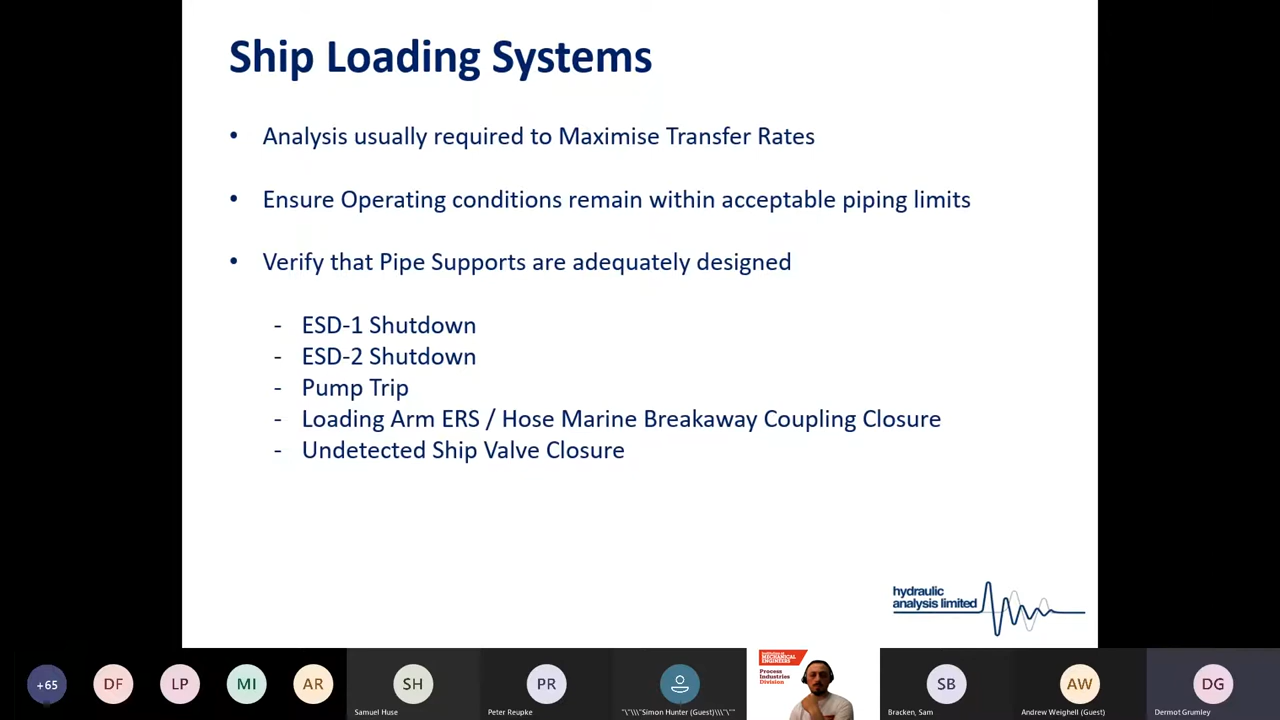 Ship Loading Systems
• Analysis usually required to Maximise Transfer Rates
• Ensure Operating conditions remain within acceptable piping limits
• Verify that Pipe Supports are adequately designed
- ESD-1 Shutdown
- ESD-2 Shutdown
- Pump Trip
- Loading Arm ERS / Hose Marine Breakaway Coupling Closure
- Undetected Ship Valve Closure
hydraulic
analysis limited
+65
DF
LP
MI
AR
SH
Samuel Huse
PR
Peter Reupke
"\"\\\"Simon Hunter (Guest)\\\"\""
MECHANICAL
ENGINEERS
Process
Industries
Division
SB
Bracken, Sam
AW
Andrew Weighell (Guest)
DG
Dermot Grumley